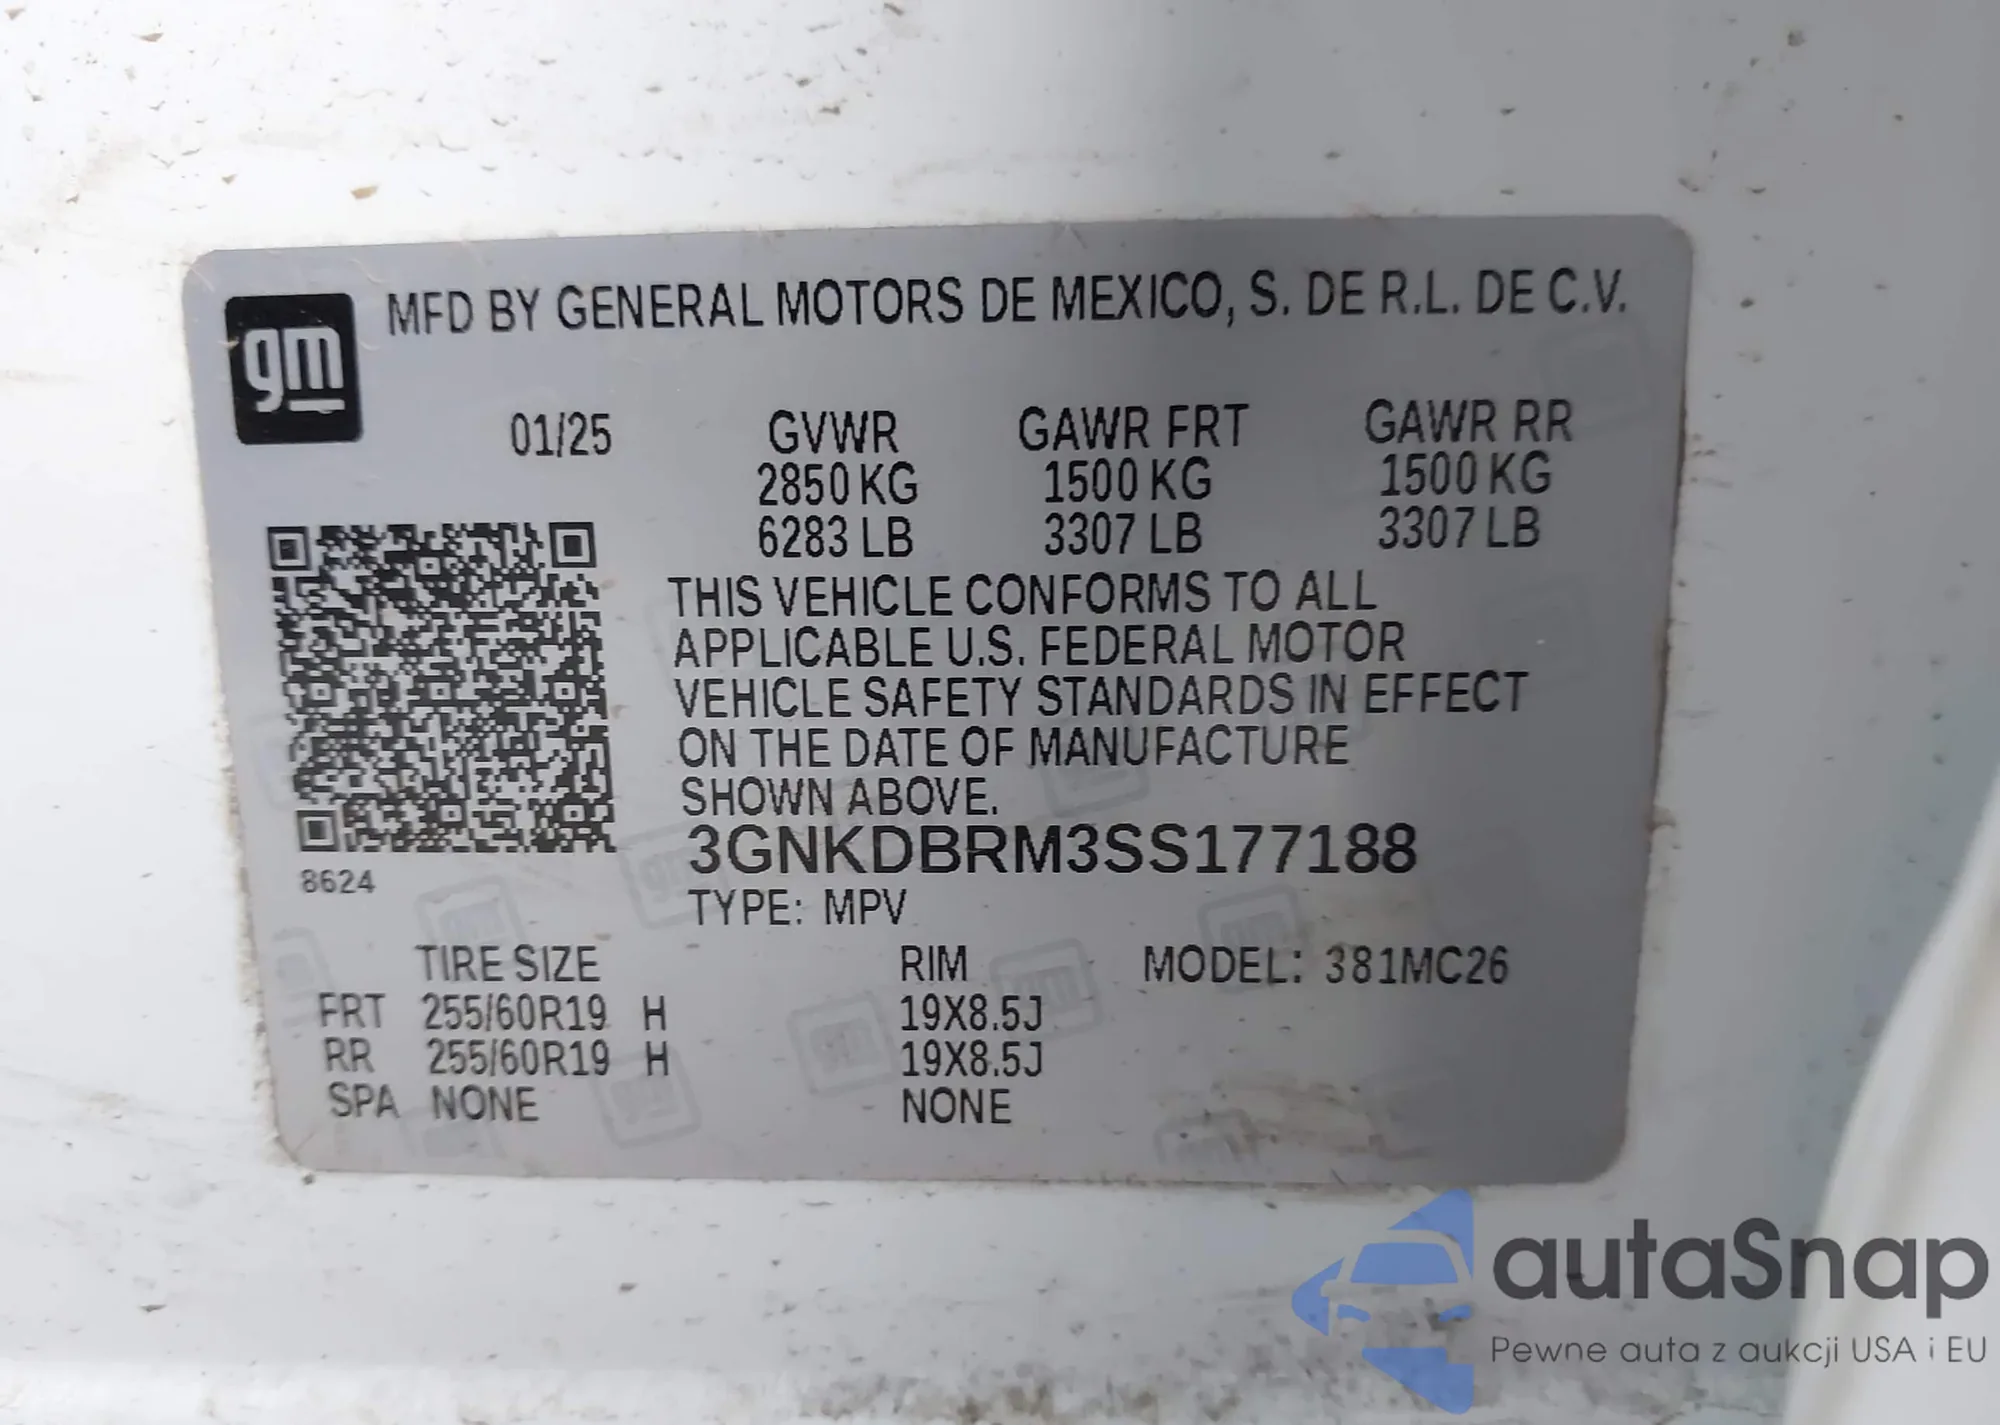 gm
MFD BY GENERAL MOTORS DE MEXICO, S. DE R.L. DE C.V.
01/25 GVWR GAWR FRT GAWR RR
2850 KG 1500 KG 1500 KG
6283 LB 3307 LB 3307 LB
THIS VEHICLE CONFORMS TO ALL
APPLICABLE U.S. FEDERAL MOTOR
VEHICLE SAFETY STANDARDS IN EFFECT
ON THE DATE OF MANUFACTURE
SHOWN ABOVE.
3GNKDBRM3SS177188
8624
TYPE: MPV
TIRE SIZE RIM MODEL: 381MC26
FRT 255/60R19 H 19X8.5J
RR 255/60R19 H 19X8.5J
SPA NONE NONE
autaSnap
Pewne auta z aukcji USA i EU